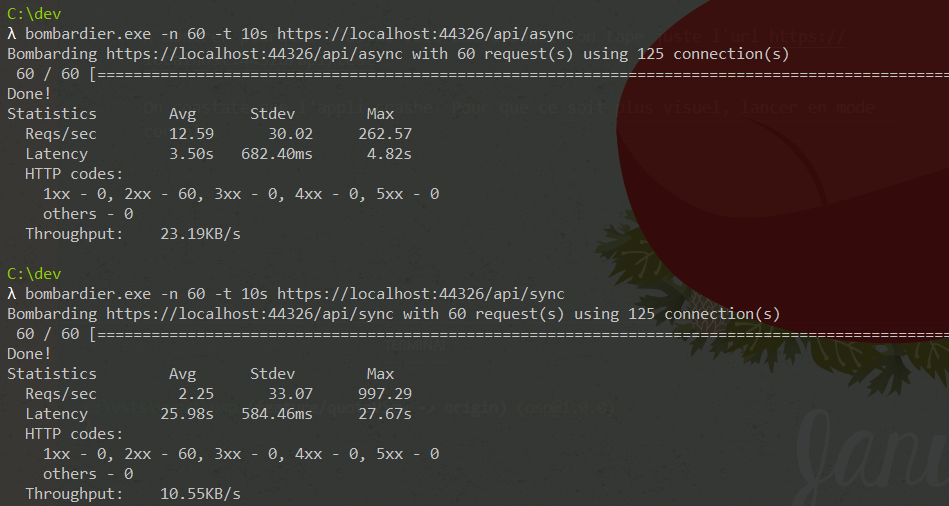 C:\dev
λ bombardier.exe -n 60 -t 10s https://localhost:44326/api/async
Bombarding https://localhost:44326/api/async with 60 request(s) using 125 connection(s)
60 / 60 [==============================================================================================
Done!
Statistics Avg Stdev Max
Reqs/sec 12.59 30.02 262.57
Latency 3.50s 682.40ms 4.82s
HTTP codes:
1xx - 0, 2xx - 60, 3xx - 0, 4xx - 0, 5xx - 0
others - 0
Throughput: 23.19KB/s
C:\dev
λ bombardier.exe -n 60 -t 10s https://localhost:44326/api/sync
Bombarding https://localhost:44326/api/sync with 60 request(s) using 125 connection(s)
60 / 60 [==============================================================================================
Done!
Statistics Avg Stdev Max
Reqs/sec 2.25 33.07 997.29
Latency 25.98s 584.46ms 27.67s
HTTP codes:
1xx - 0, 2xx - 60, 3xx - 0, 4xx - 0, 5xx - 0
others - 0
Throughput: 10.55KB/s
Janu